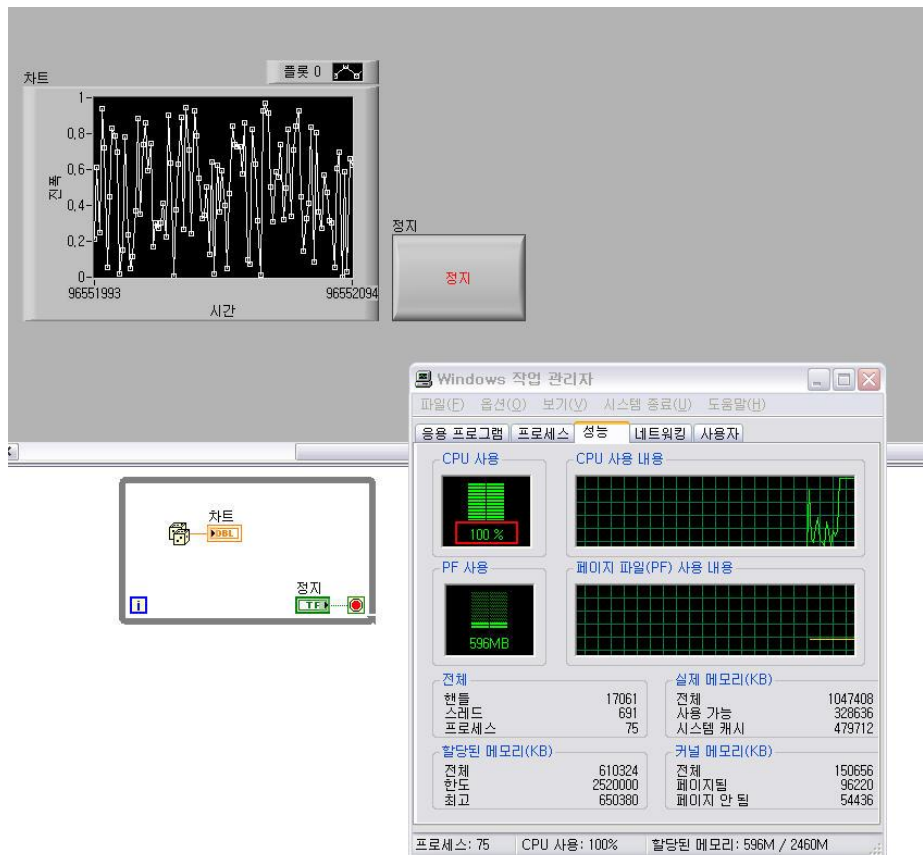 차트
플롯 0
1-
0,8-
0,6-
0,4-
0,2-
0-
진폭
96551993
96552094
시간
정지
정지
Windows 작업 관리자
파일(F) 옵션(O) 보기(V) 시스템 종료(U) 도움말(H)
응용 프로그램 프로세스 성능 네트워킹 사용자
CPU 사용 CPU 사용 내용
100 %
PF 사용 페이지 파일(PF) 사용 내용
596MB
전체 실제 메모리(KB)
핸들 17061 전체 1047408
스레드 691 사용 가능 328636
프로세스 75 시스템 캐시 479712
할당된 메모리(KB) 커널 메모리(KB)
전체 610324 전체 150656
한도 2520000 페이지됨 96220
최고 650380 페이지 안 됨 54436
프로세스: 75 CPU 사용: 100% 할당된 메모리: 596M / 2460M
차트
DBL
정지
TF
i